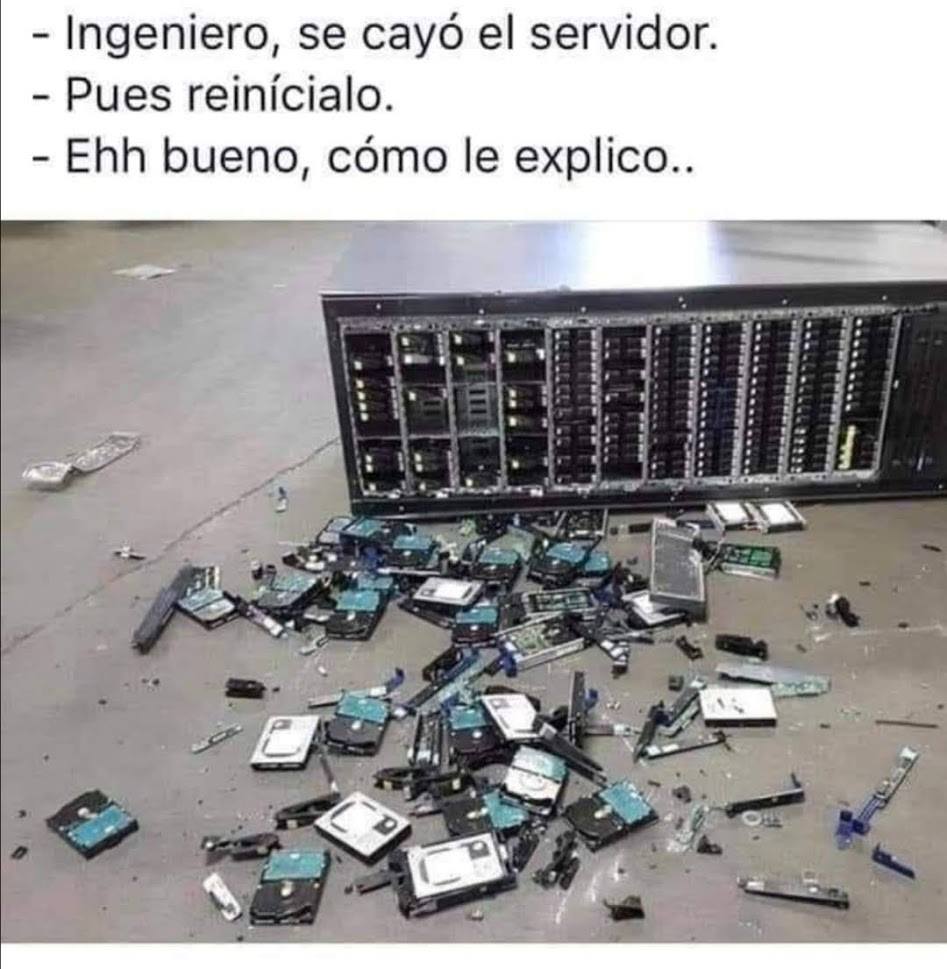 - Ingeniero, se cayó el servidor.
- Pues reinícialo.
- Ehh bueno, cómo le explico..